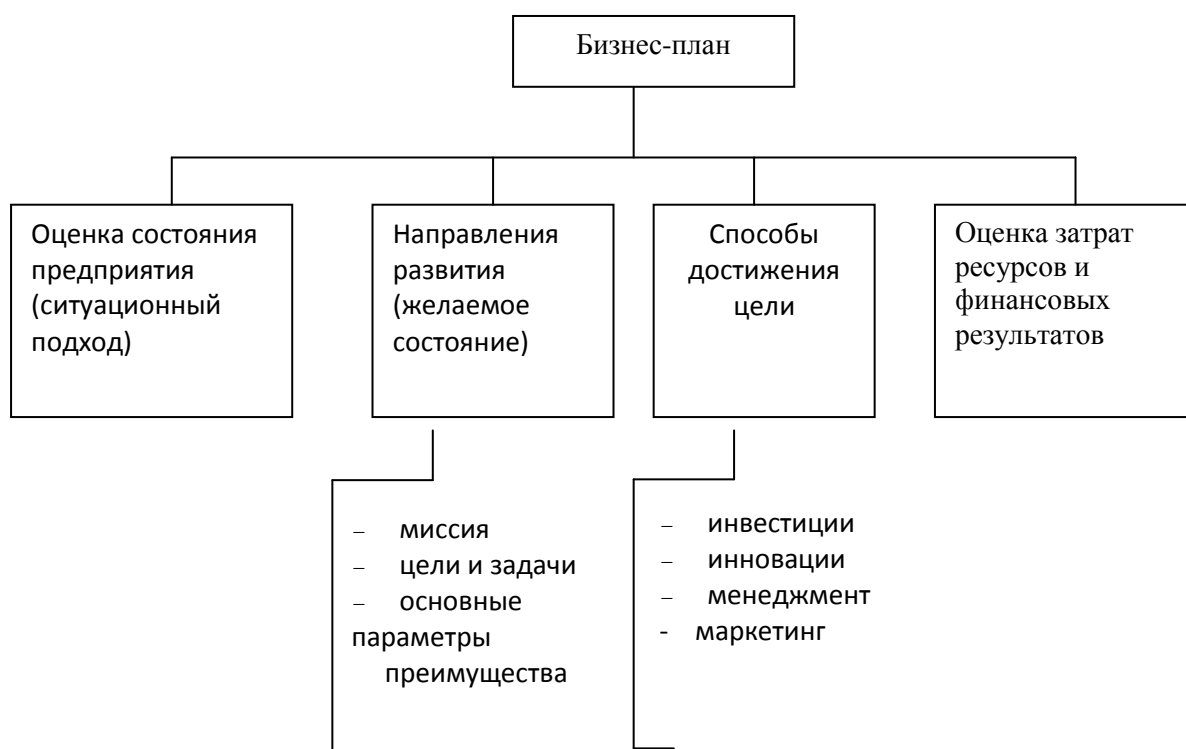 Бизнес-план
Оценка состояния
предприятия
(ситуационный
подход)
Направления
развития
(желаемое
состояние)
Способы
достижения
цели
Оценка затрат
ресурсов и
финансовых
результатов
– миссия
– цели и задачи
– основные
параметры
преимущества
– инвестиции
– инновации
– менеджмент
- маркетинг